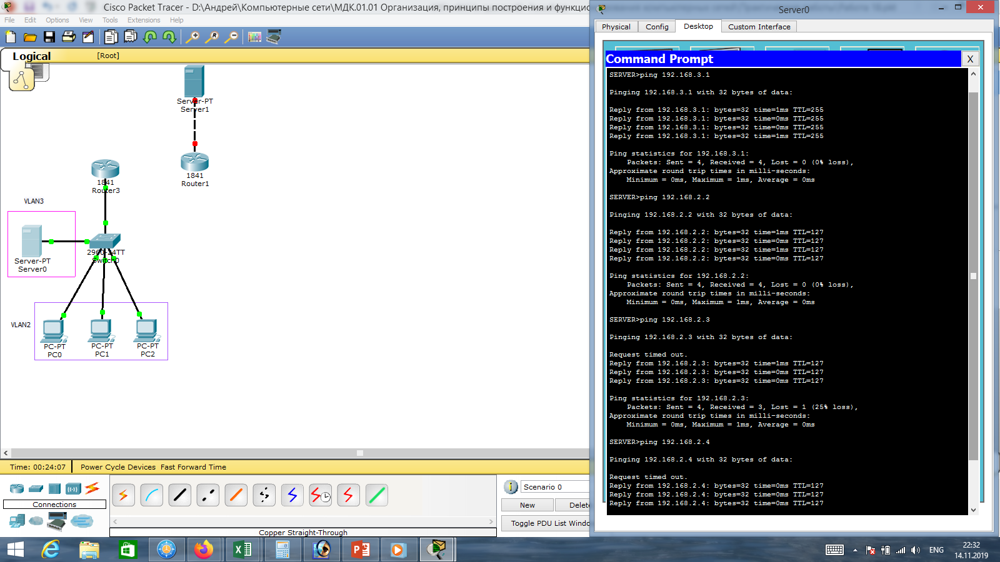 Cisco Packet Tracer - D:\Андрей\Компьютерные сети\МДК.01.01 Организация, принципы построения и функцио
File Edit Options View Tools Extensions Help
Logical
[Root]
Server-PT
Server1
1841
Router1
1841
Router3
VLAN3
Server-PT
Server0
2960-24TT
Switch0
VLAN2
PC-PT
PC0
PC-PT
PC1
PC-PT
PC2
Time: 00:24:07
Power Cycle Devices Fast Forward Time
Connections
Copper Straight-Through
Scenario 0
New
Delete
Toggle PDU List Windo
Server0
Physical
Config
Desktop
Custom Interface
Command Prompt
X
SERVER>ping 192.168.3.1
Pinging 192.168.3.1 with 32 bytes of data:
Reply from 192.168.3.1: bytes=32 time=1ms TTL=255
Reply from 192.168.3.1: bytes=32 time=0ms TTL=255
Reply from 192.168.3.1: bytes=32 time=0ms TTL=255
Reply from 192.168.3.1: bytes=32 time=1ms TTL=255
Ping statistics for 192.168.3.1:
Packets: Sent = 4, Received = 4, Lost = 0 (0% loss),
Approximate round trip times in milli-seconds:
Minimum = 0ms, Maximum = 1ms, Average = 0ms
SERVER>ping 192.168.2.2
Pinging 192.168.2.2 with 32 bytes of data:
Reply from 192.168.2.2: bytes=32 time=1ms TTL=127
Reply from 192.168.2.2: bytes=32 time=0ms TTL=127
Reply from 192.168.2.2: bytes=32 time=1ms TTL=127
Reply from 192.168.2.2: bytes=32 time=0ms TTL=127
Ping statistics for 192.168.2.2:
Packets: Sent = 4, Received = 4, Lost = 0 (0% loss),
Approximate round trip times in milli-seconds:
Minimum = 0ms, Maximum = 1ms, Average = 0ms
SERVER>ping 192.168.2.3
Pinging 192.168.2.3 with 32 bytes of data:
Request timed out.
Reply from 192.168.2.3: bytes=32 time=1ms TTL=127
Reply from 192.168.2.3: bytes=32 time=0ms TTL=127
Reply from 192.168.2.3: bytes=32 time=0ms TTL=127
Ping statistics for 192.168.2.3:
Packets: Sent = 4, Received = 3, Lost = 1 (25% loss),
Approximate round trip times in milli-seconds:
Minimum = 0ms, Maximum = 1ms, Average = 0ms
SERVER>ping 192.168.2.4
Pinging 192.168.2.4 with 32 bytes of data:
Request timed out.
Reply from 192.168.2.4: bytes=32 time=0ms TTL=127
Reply from 192.168.2.4: bytes=32 time=0ms TTL=127
Reply from 192.168.2.4: bytes=32 time=0ms TTL=127
ENG
22:32
14.11.2019